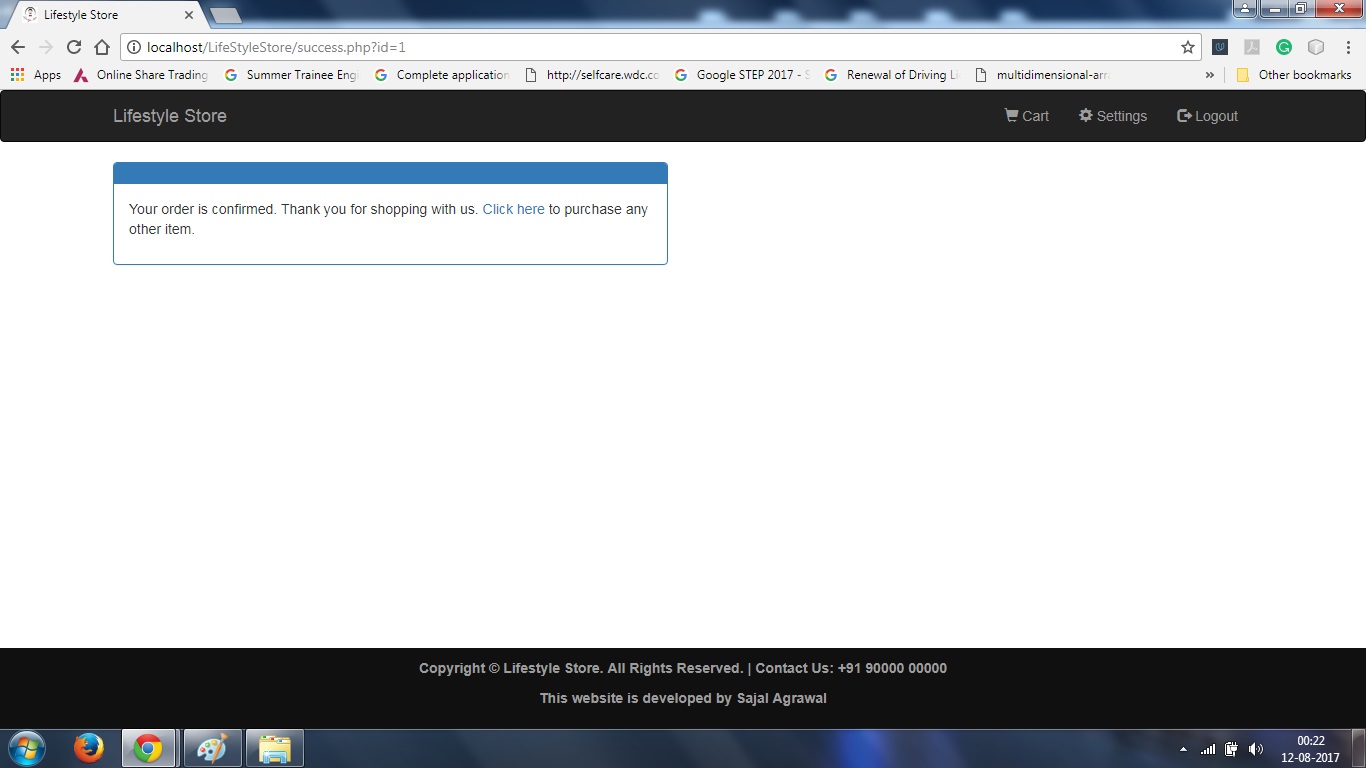 Lifestyle Store
localhost/LifeStyleStore/success.php?id=1
Apps Online Share Trading Summer Trainee Eng Complete application http://selfcare.wdc.co Google STEP 2017 - S Renewal of Driving Li multidimensional-arr » Other bookmarks
Lifestyle Store Cart Settings Logout
Your order is confirmed. Thank you for shopping with us. Click here to purchase any
other item.
Copyright © Lifestyle Store. All Rights Reserved. | Contact Us: +91 90000 00000
This website is developed by Sajal Agrawal
00:22
12-08-2017